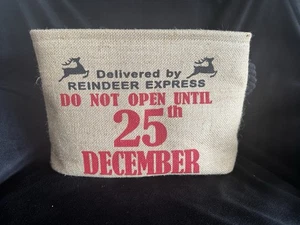 Delivered by
REINDEER EXPRESS
DO NOT OPEN UNTIL
25th
DECEMBER